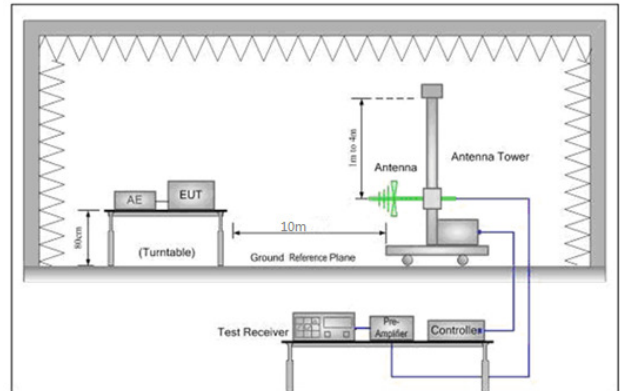 1m to 4m
Antenna
Antenna Tower
AE
EUT
80cm
(Turntable)
10m
Ground Reference Plane
Test Receiver
Pre-
Amplifier
Controller